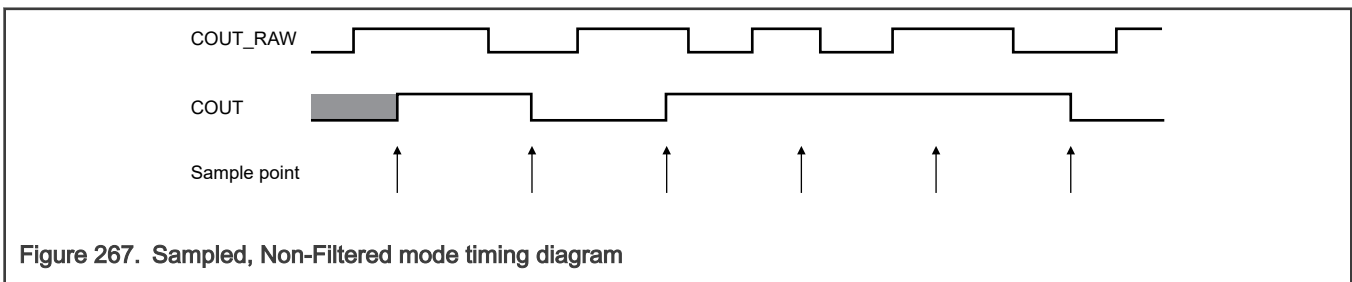 COUT_RAW
COUT
Sample point
Figure 267. Sampled, Non-Filtered mode timing diagram